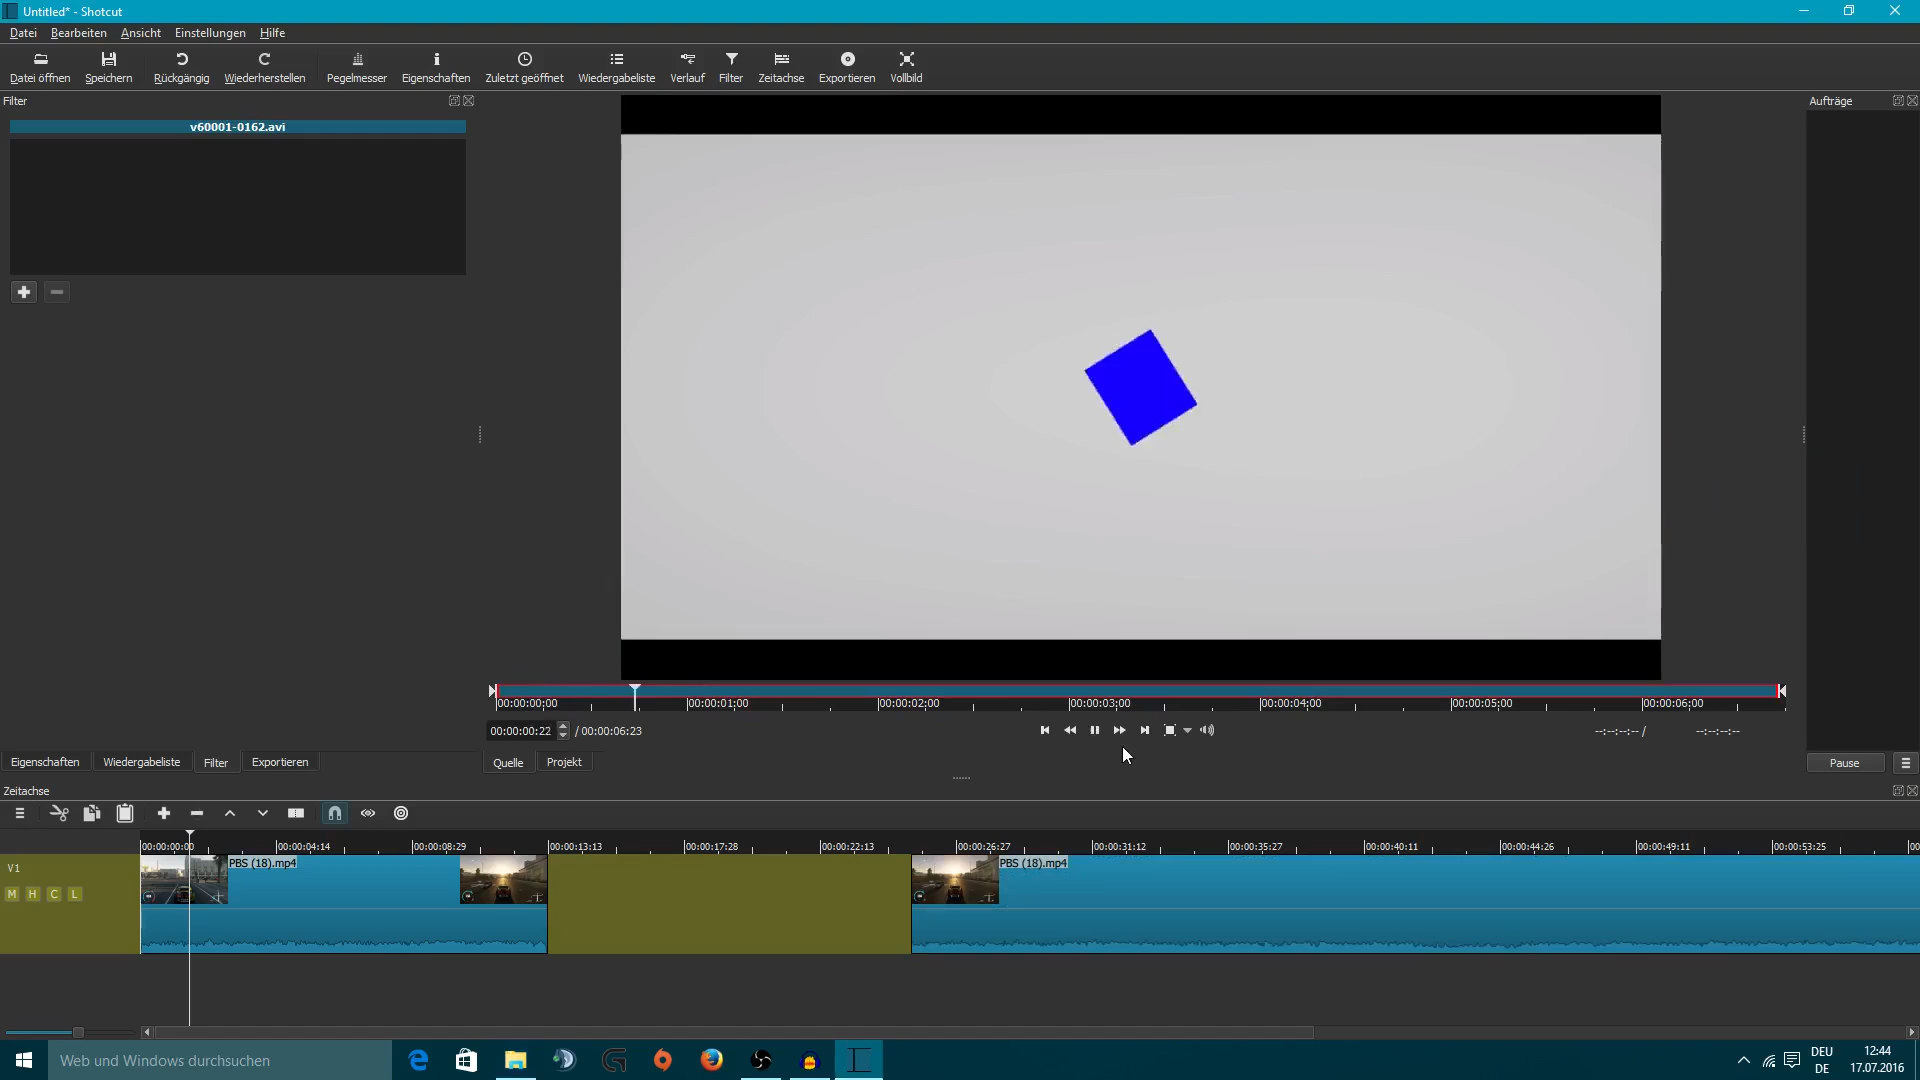 Untitled* - Shotcut
Datei Bearbeiten Ansicht Einstellungen Hilfe
Datei öffnen Speichern Rückgängig Wiederherstellen Pegelmesser Eigenschaften Zuletzt geöffnet Wiedergabeliste Verlauf Filter Zeitachse Exportieren Vollbild
Filter
Aufträge
v60001-0162.avi
00:00:00;00 00:00:01;00 00:00:02;00 00:00:03;00 00:00:04;00 00:00:05;00 00:00:06;00
00:00:00:22 / 00:00:06:23
--:--:--:-- / --:--:--:--
Eigenschaften Wiedergabeliste Filter Exportieren Quelle Projekt
Pause
Zeitachse
00:00:00:00 00:00:04:14 00:00:08:29 00:00:13:13 00:00:17:28 00:00:22:13 00:00:26:27 00:00:31:12 00:00:35:27 00:00:40:11 00:00:44:26 00:00:49:11 00:00:53:25 00
V1
PBS (18).mp4
PBS (18).mp4
M H C L
Web und Windows durchsuchen
DEU
DE
12:44
17.07.2016